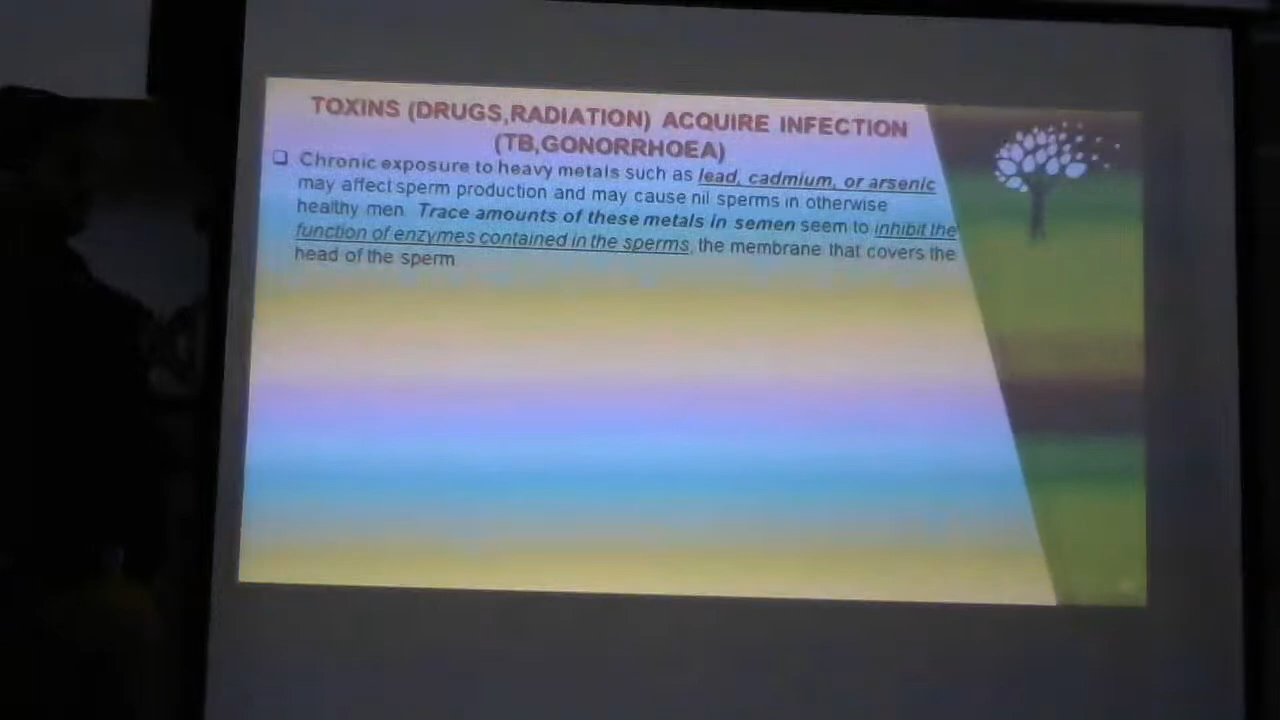 TOXINS (DRUGS,RADIATION) ACQUIRE INFECTION
(TB,GONORRHOEA)
Chronic exposure to heavy metals such as lead, cadmium, or arsenic
may affect sperm production and may cause nil sperms in otherwise
healthy men. Trace amounts of these metals in semen seem to inhibit the
function of enzymes contained in the sperms, the membrane that covers the
head of the sperm